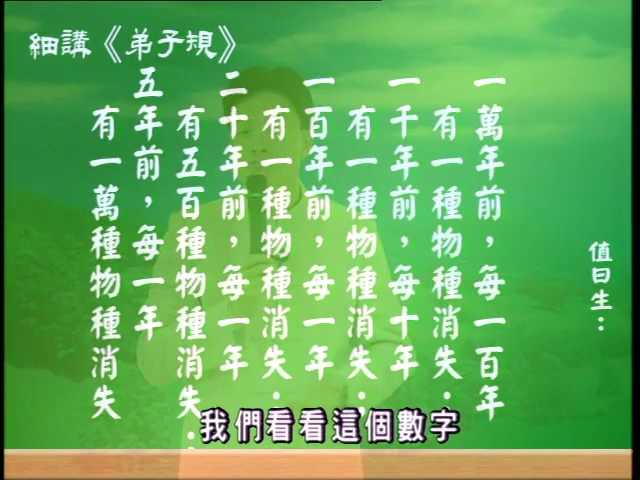 細講《弟子規》
一萬年前，每一百年
有一種物種消失．
一千年前，每十年
有一種物種消失，
一百年前，每一年
有一種物種消失．
二十年前，每一年
有五百種物種消失．
五年前，每一年
有一萬種物種消失
值日生：
我們看看這個數字